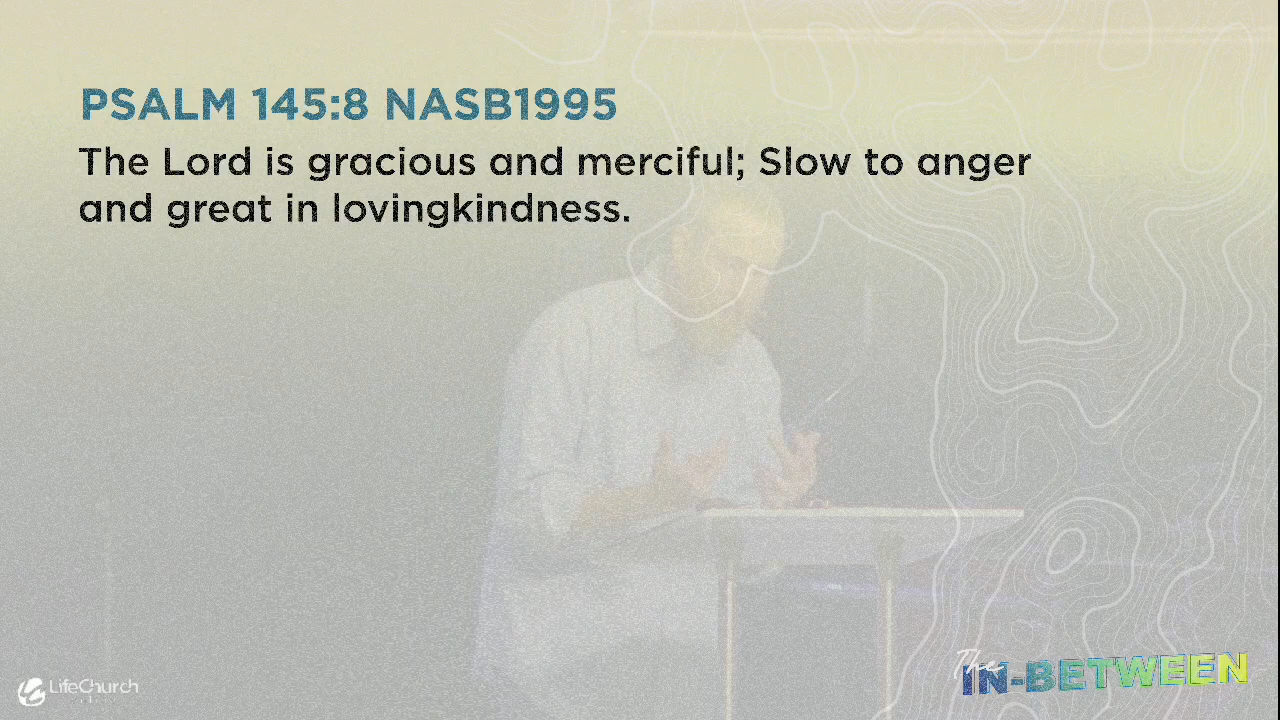 PSALM 145:8 NASB1995
The Lord is gracious and merciful; Slow to anger
and great in lovingkindness.
The
IN-BETWEEN
LifeChurch